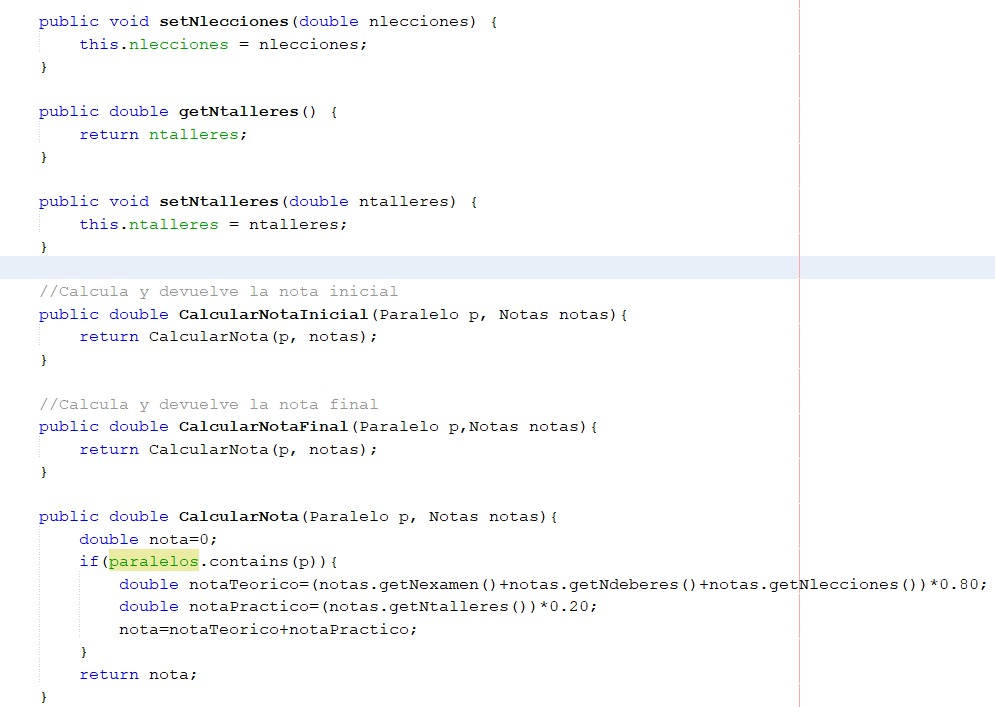 public void setNlecciones(double nlecciones) {
this.nlecciones = nlecciones;
}
public double getNtalleres() {
return ntalleres;
}
public void setNtalleres(double ntalleres) {
this.ntalleres = ntalleres;
}
//Calcula y devuelve la nota inicial
public double CalcularNotaInicial(Paralelo p, Notas notas){
return CalcularNota(p, notas);
}
//Calcula y devuelve la nota final
public double CalcularNotaFinal(Paralelo p,Notas notas){
return CalcularNota(p, notas);
}
public double CalcularNota(Paralelo p, Notas notas){
double nota=0;
if(paralelos.contains(p)){
double notaTeorico=(notas.getNexamen()+notas.getNdeberes()+notas.getNlecciones())*0.80;
double notaPractico=(notas.getNtalleres())*0.20;
nota=notaTeorico+notaPractico;
}
return nota;
}